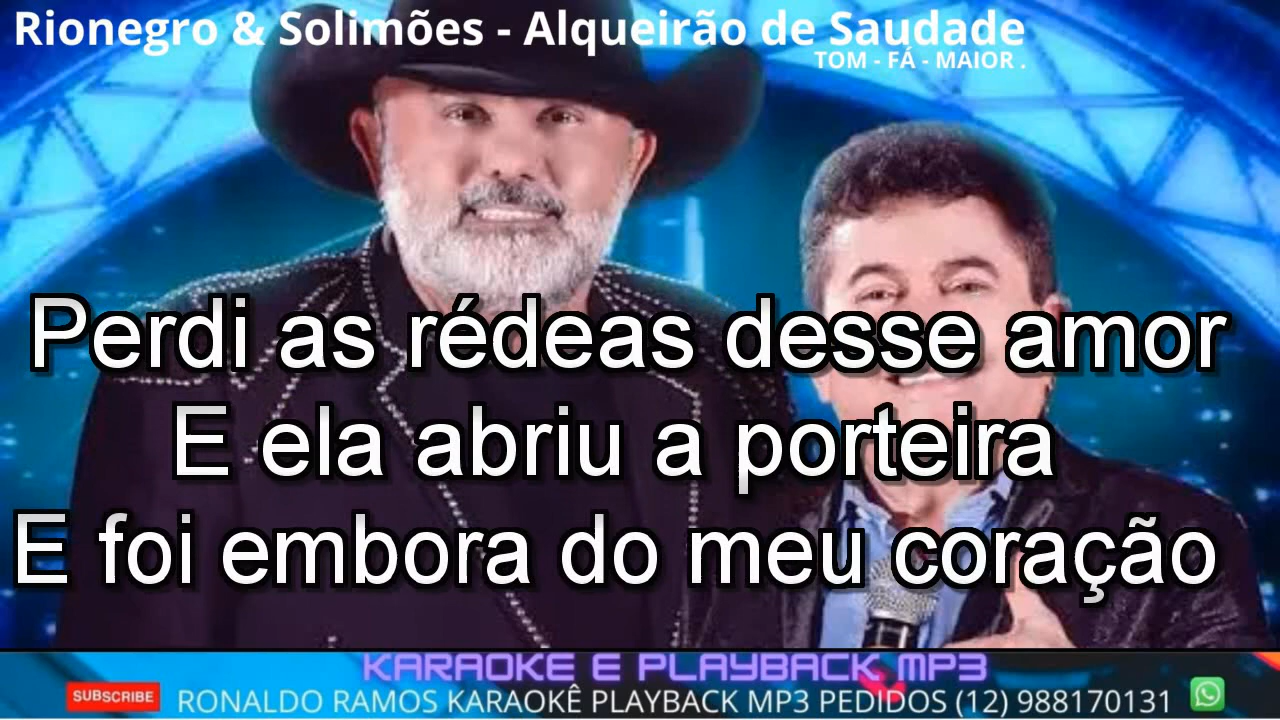 Rionegro & Solimões - Alqueirão de Saudade
TOM - FÁ - MAIOR .
Perdi as rédeas desse amor
E ela abriu a porteira
E foi embora do meu coração
KARAOKE E PLAYBACK MP3
SUBSCRIBE
RONALDO RAMOS KARAOKÊ PLAYBACK MP3 PEDIDOS (12) 988170131